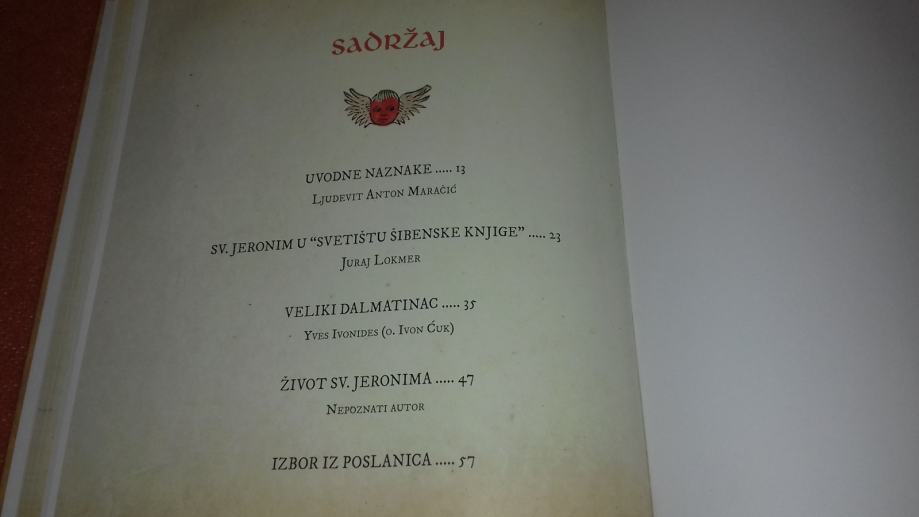 SADRŽAJ
UVODNE NAZNAKE ..... 13
LJUDEVIT ANTON MARAČIĆ
SV. JERONIM U “SVETIŠTU ŠIBENSKE KNJIGE” ..... 23
JURAJ LOKMER
VELIKI DALMATINAC ..... 35
YVES IVONIDES (O. IVON ĆUK)
ŽIVOT SV. JERONIMA ..... 47
NEPOZNATI AUTOR
IZBOR IZ POSLANICA ..... 57